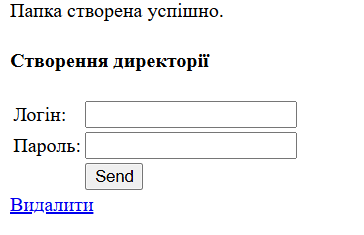 Папка створена успішно.
Створення директорії
Логін:
Пароль:
Send
Видалити